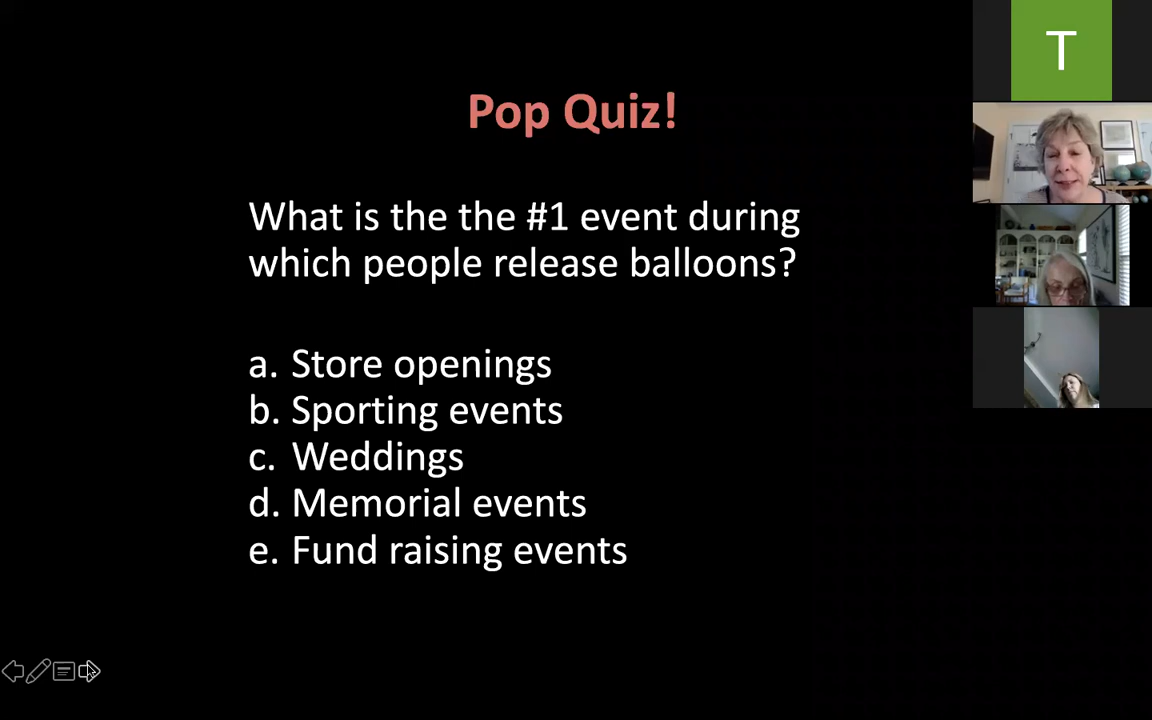 Pop Quiz!
What is the the #1 event during
which people release balloons?
a. Store openings
b. Sporting events
c. Weddings
d. Memorial events
e. Fund raising events
T